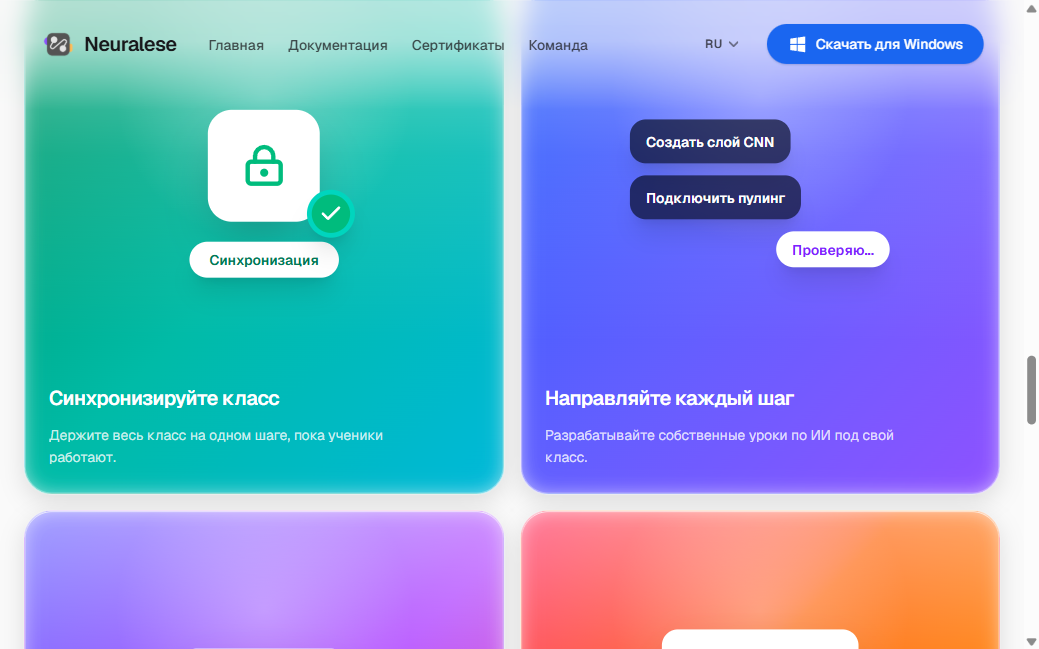 Neuralese
Главная
Документация
Сертификаты
Команда
RU
Скачать для Windows
Синхронизация
Синхронизируйте класс
Держите весь класс на одном шаге, пока ученики
работают.
Создать слой CNN
Подключить пулинг
Проверяю...
Направляйте каждый шаг
Разрабатывайте собственные уроки по ИИ под свой
класс.